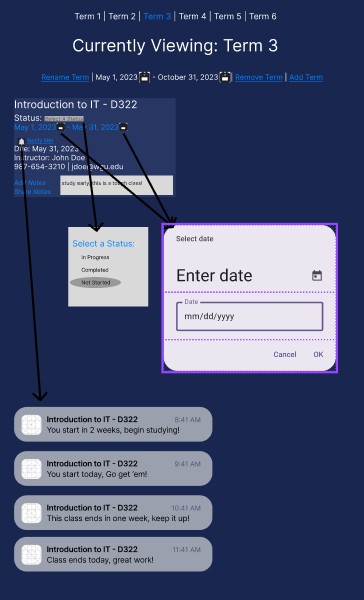 Term 1 | Term 2 | Term 3 | Term 4 | Term 5 | Term 6
Currently Viewing: Term 3
Rename Term | May 1, 2023 - October 31, 2023 | Remove Term | Add Term
Introduction to IT - D322
Status: Select A Status
May 1, 2023 - May 31, 2023
Notify Me!
Due: May 31, 2023
Instructor: John Doe
987-654-3210 | jdoe@wgu.edu
Add Notes
study early, this is a tough class!
Share Notes
Select a Status:
In Progress
Completed
Not Started
Select date
Enter date
Date
mm/dd/yyyy
Cancel OK
Introduction to IT - D322 8:41 AM
You start in 2 weeks, begin studying!
Introduction to IT - D322 9:41 AM
You start today, Go get 'em!
Introduction to IT - D322 10:41 AM
This class ends in one week, keep it up!
Introduction to IT - D322 11:41 AM
Class ends today, great work!